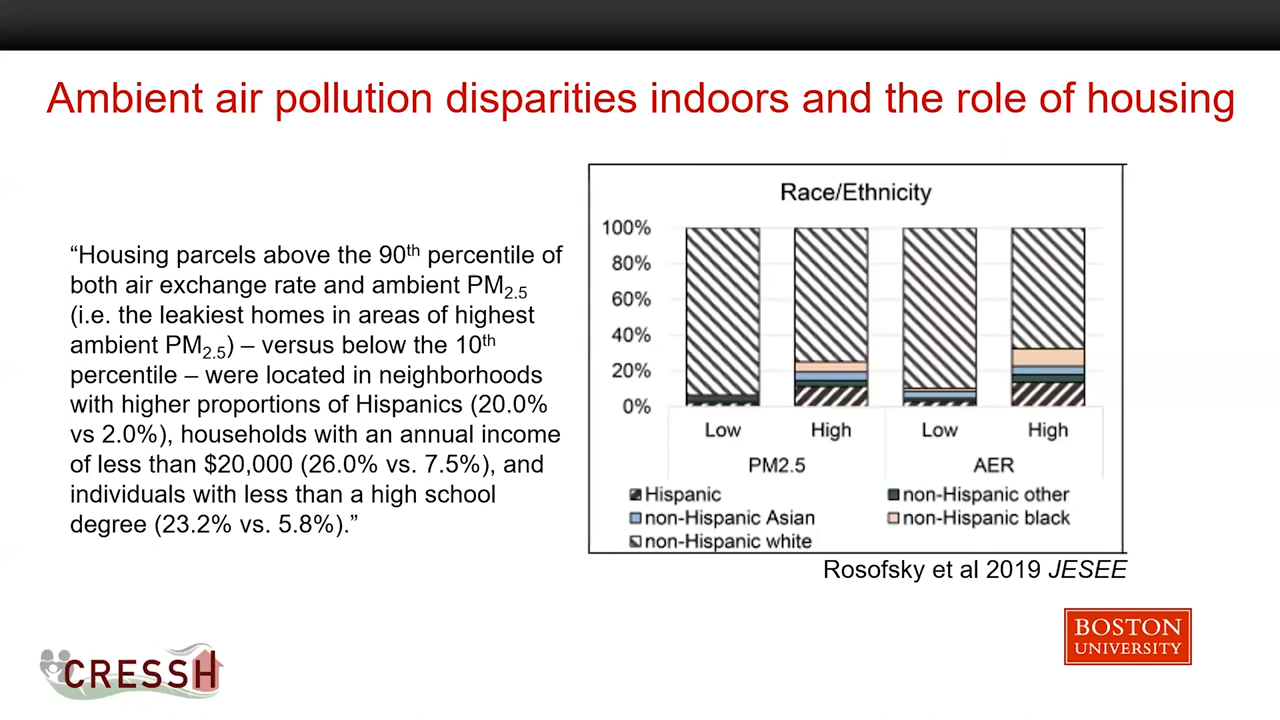 Ambient air pollution disparities indoors and the role of housing
“Housing parcels above the 90th percentile of
both air exchange rate and ambient PM2.5
(i.e. the leakiest homes in areas of highest
ambient PM2.5) – versus below the 10th
percentile – were located in neighborhoods
with higher proportions of Hispanics (20.0%
vs 2.0%), households with an annual income
of less than $20,000 (26.0% vs. 7.5%), and
individuals with less than a high school
degree (23.2% vs. 5.8%).”
Race/Ethnicity
100%
80%
60%
40%
20%
0%
Low High Low High
PM2.5 AER
Hispanic non-Hispanic other
non-Hispanic Asian non-Hispanic black
non-Hispanic white
Rosofsky et al 2019 JESEE
CRESSH
BOSTON
UNIVERSITY